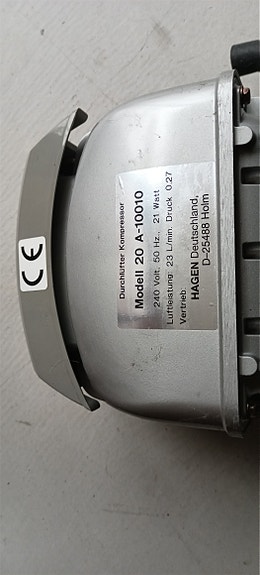 Durchlüfter Kompressor
Modell 20 A-10010
240 Volt. 50 Hz.. 21 Watt
Luftleistung: 23 L/min. Druck 0.27
Vertrieb:
HAGEN Deutschland,
D-25488 Holm
CE